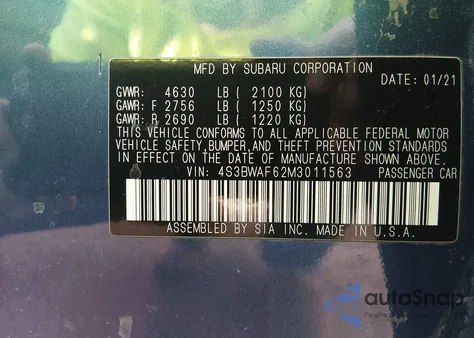 MFD BY SUBARU CORPORATION
DATE: 01/21
GVWR: 4630 LB ( 2100 KG)
GAWR: F 2756 LB ( 1250 KG)
GAWR: R 2690 LB ( 1220 KG)
THIS VEHICLE CONFORMS TO ALL APPLICABLE FEDERAL MOTOR
VEHICLE SAFETY, BUMPER, AND THEFT PREVENTION STANDARDS
IN EFFECT ON THE DATE OF MANUFACTURE SHOWN ABOVE.
VIN: 4S3BWAF62M3011563 PASSENGER CAR
ASSEMBLED BY SIA INC. MADE IN U.S.A.
autoSnap